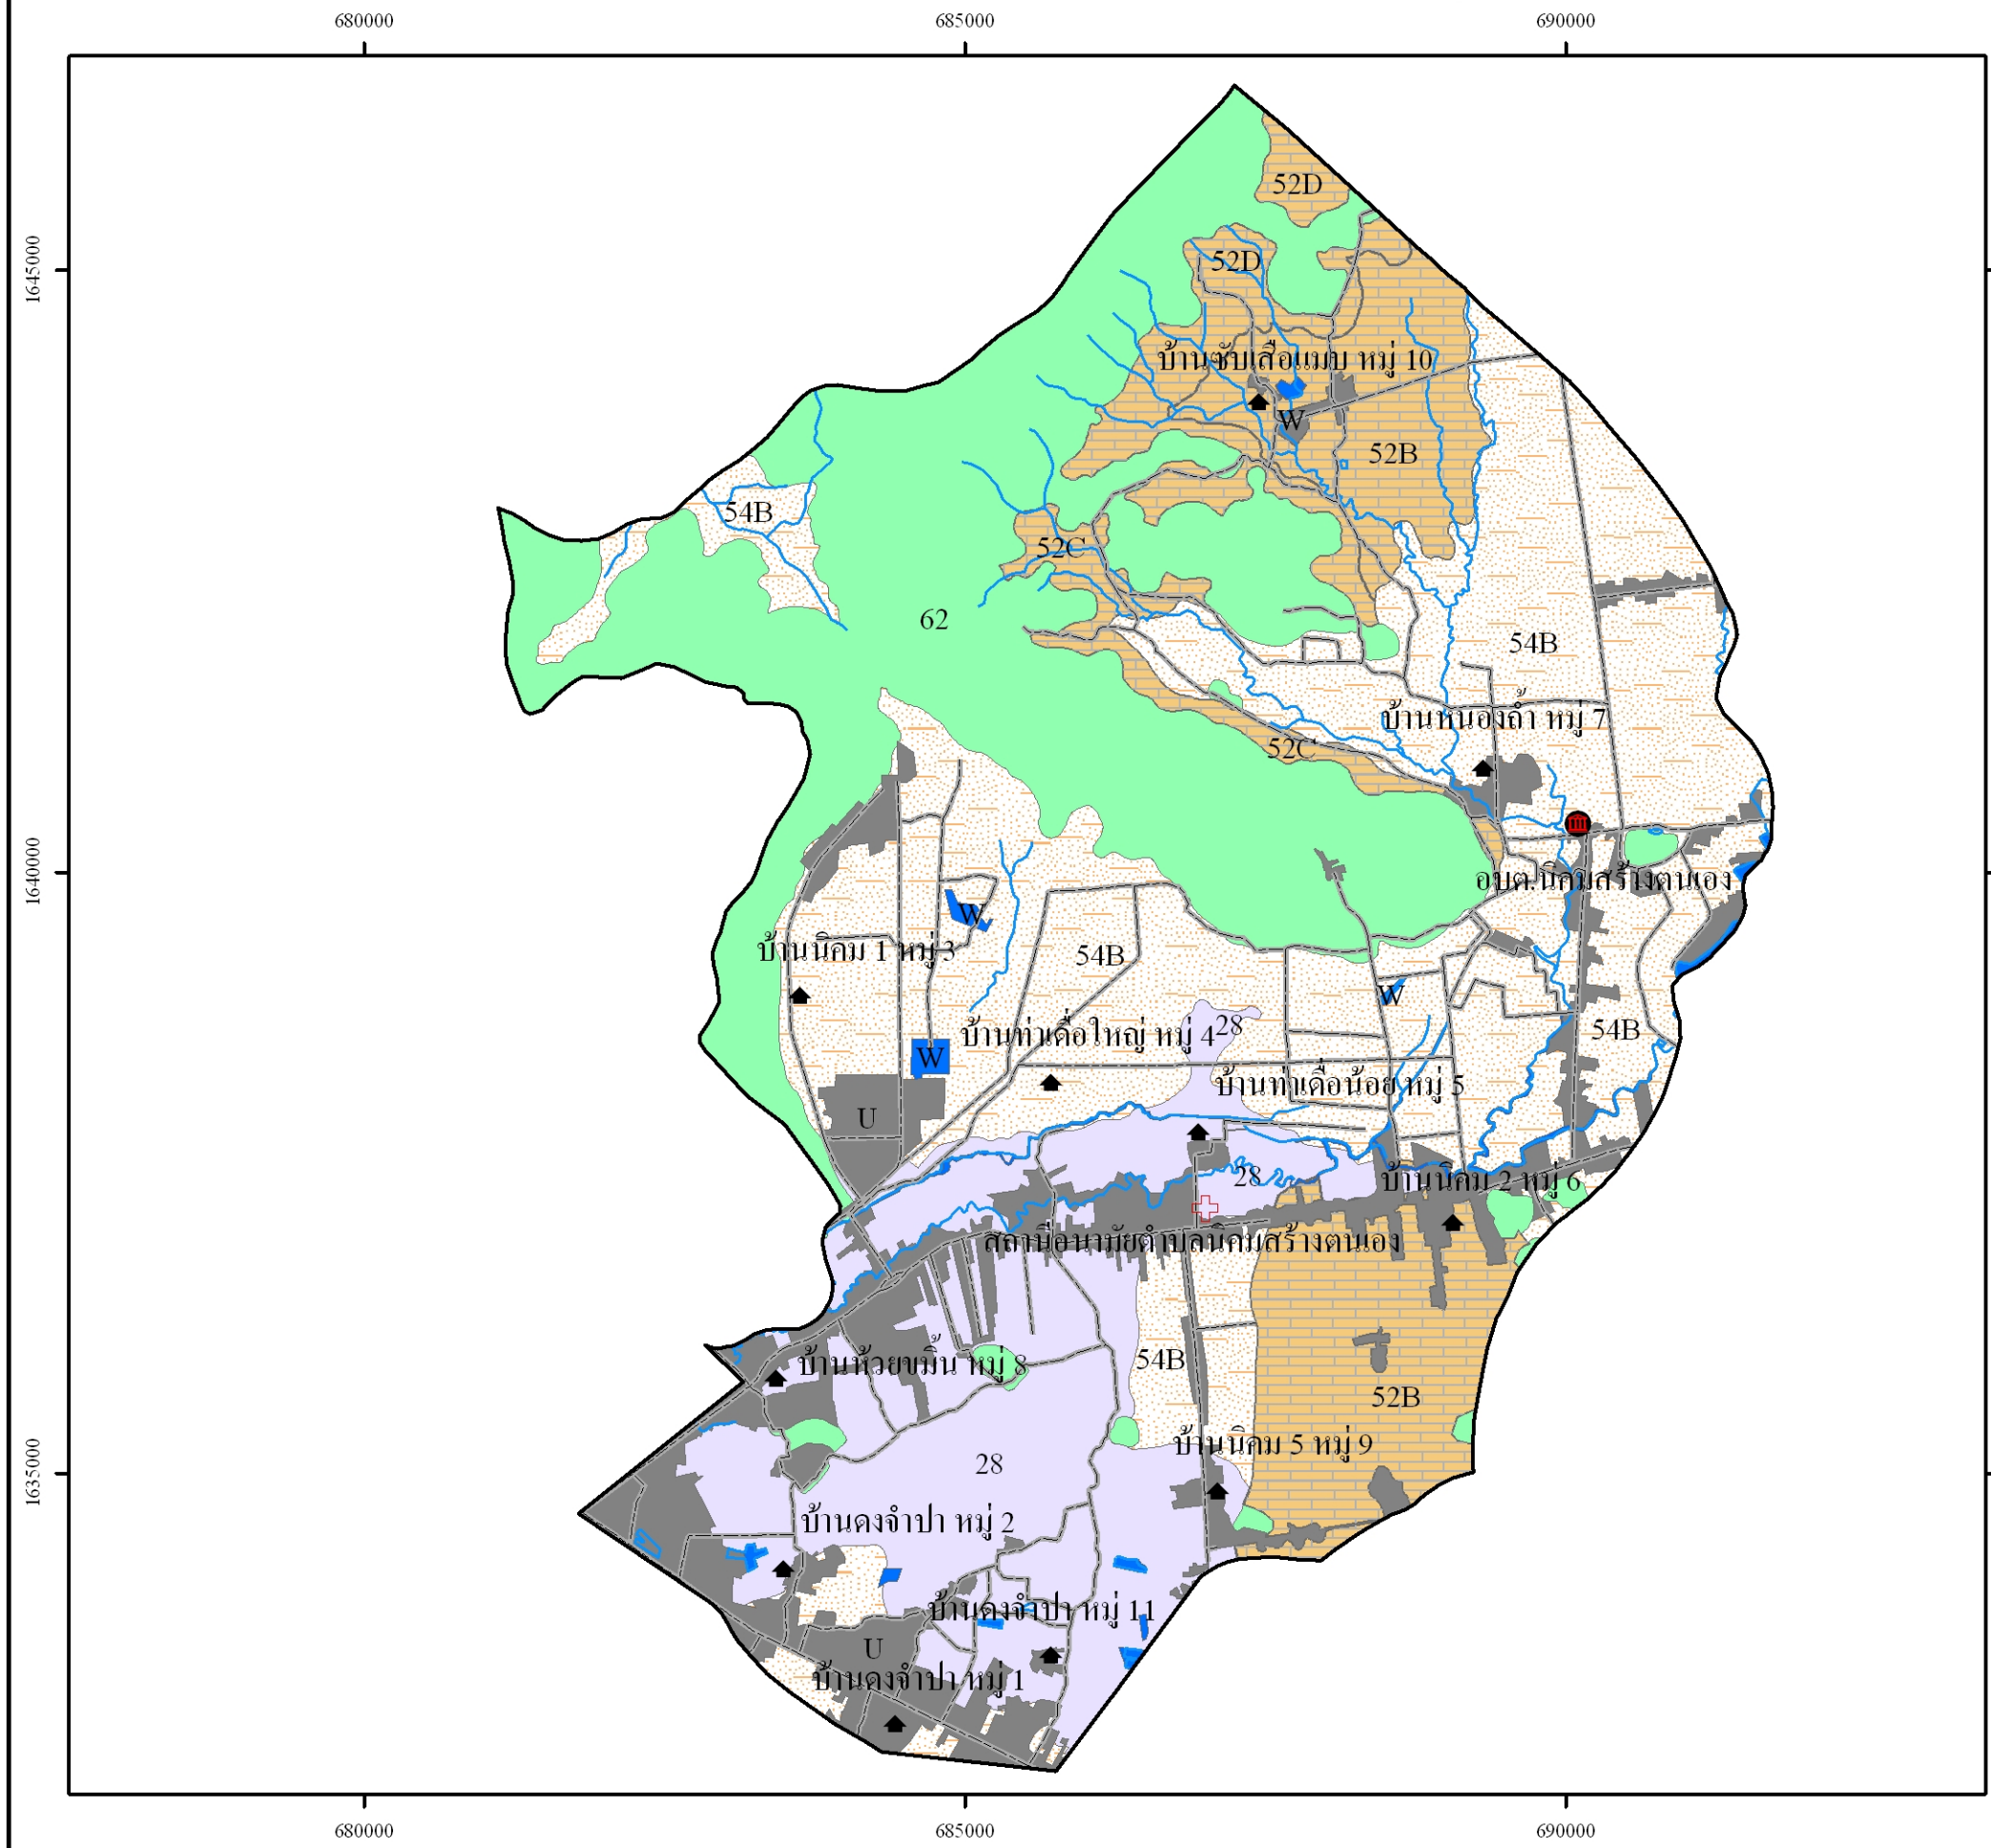 680000 685000 690000
1645000
1640000
1635000
52D
52D
บ้านซับเสือแมบ หมู่ 10
W
52B
54B
52C
62
54B
บ้านหนองถ้ำ หมู่ 7
52C
อบต.นิคมสร้างตนเอง
W
บ้านนิคม 1 หมู่ 3
54B
W
บ้านท่าเดื่อใหญ่ หมู่ 4
28
54B
W
บ้านท่าเดื่อน้อย หมู่ 5
U
28
บ้านนิคม 2 หมู่ 6
สถานีอนามัยตำบลนิคมสร้างตนเอง
บ้านห้วยขมิ้น หมู่ 8
54B
52B
บ้านนิคม 5 หมู่ 9
28
บ้านดงจำปา หมู่ 2
บ้านดงจำปา หมู่ 11
U
บ้านดงจำปา หมู่ 1
680000 685000 690000